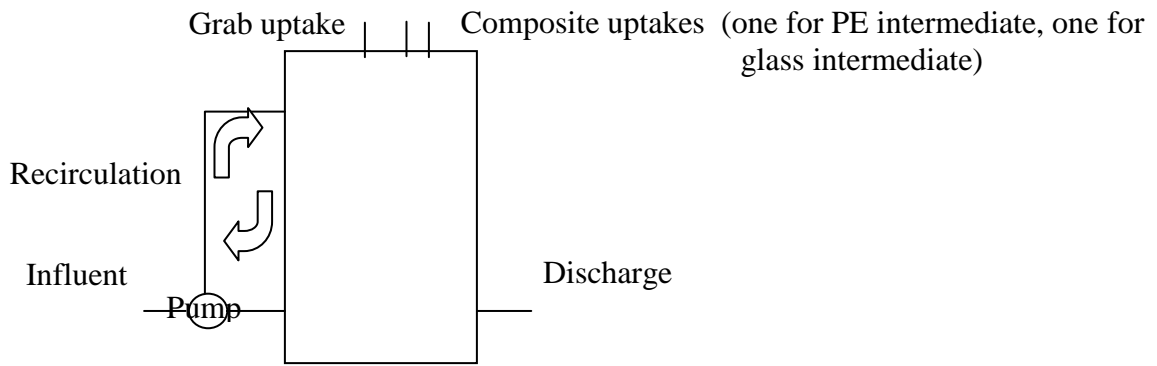 Grab uptake
Composite uptakes (one for PE intermediate, one for
glass intermediate)
Recirculation
Influent
Pump
Discharge